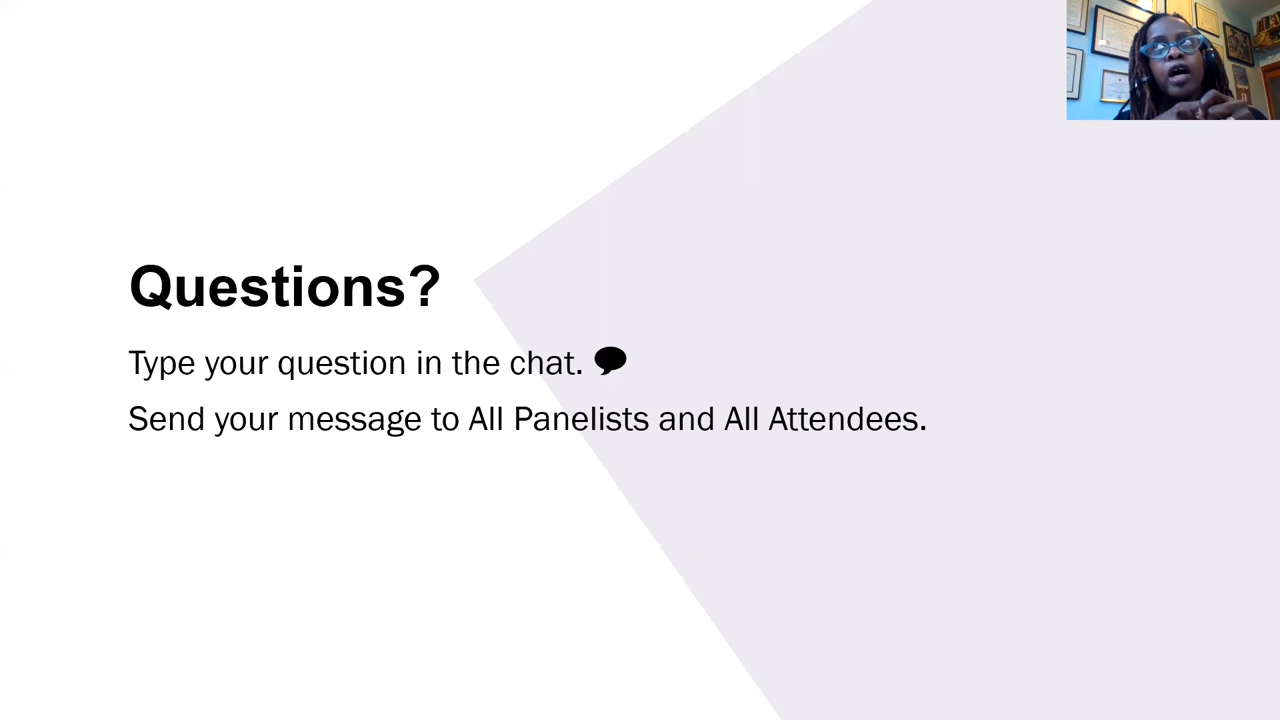 Questions?
Type your question in the chat.
Send your message to All Panelists and All Attendees.